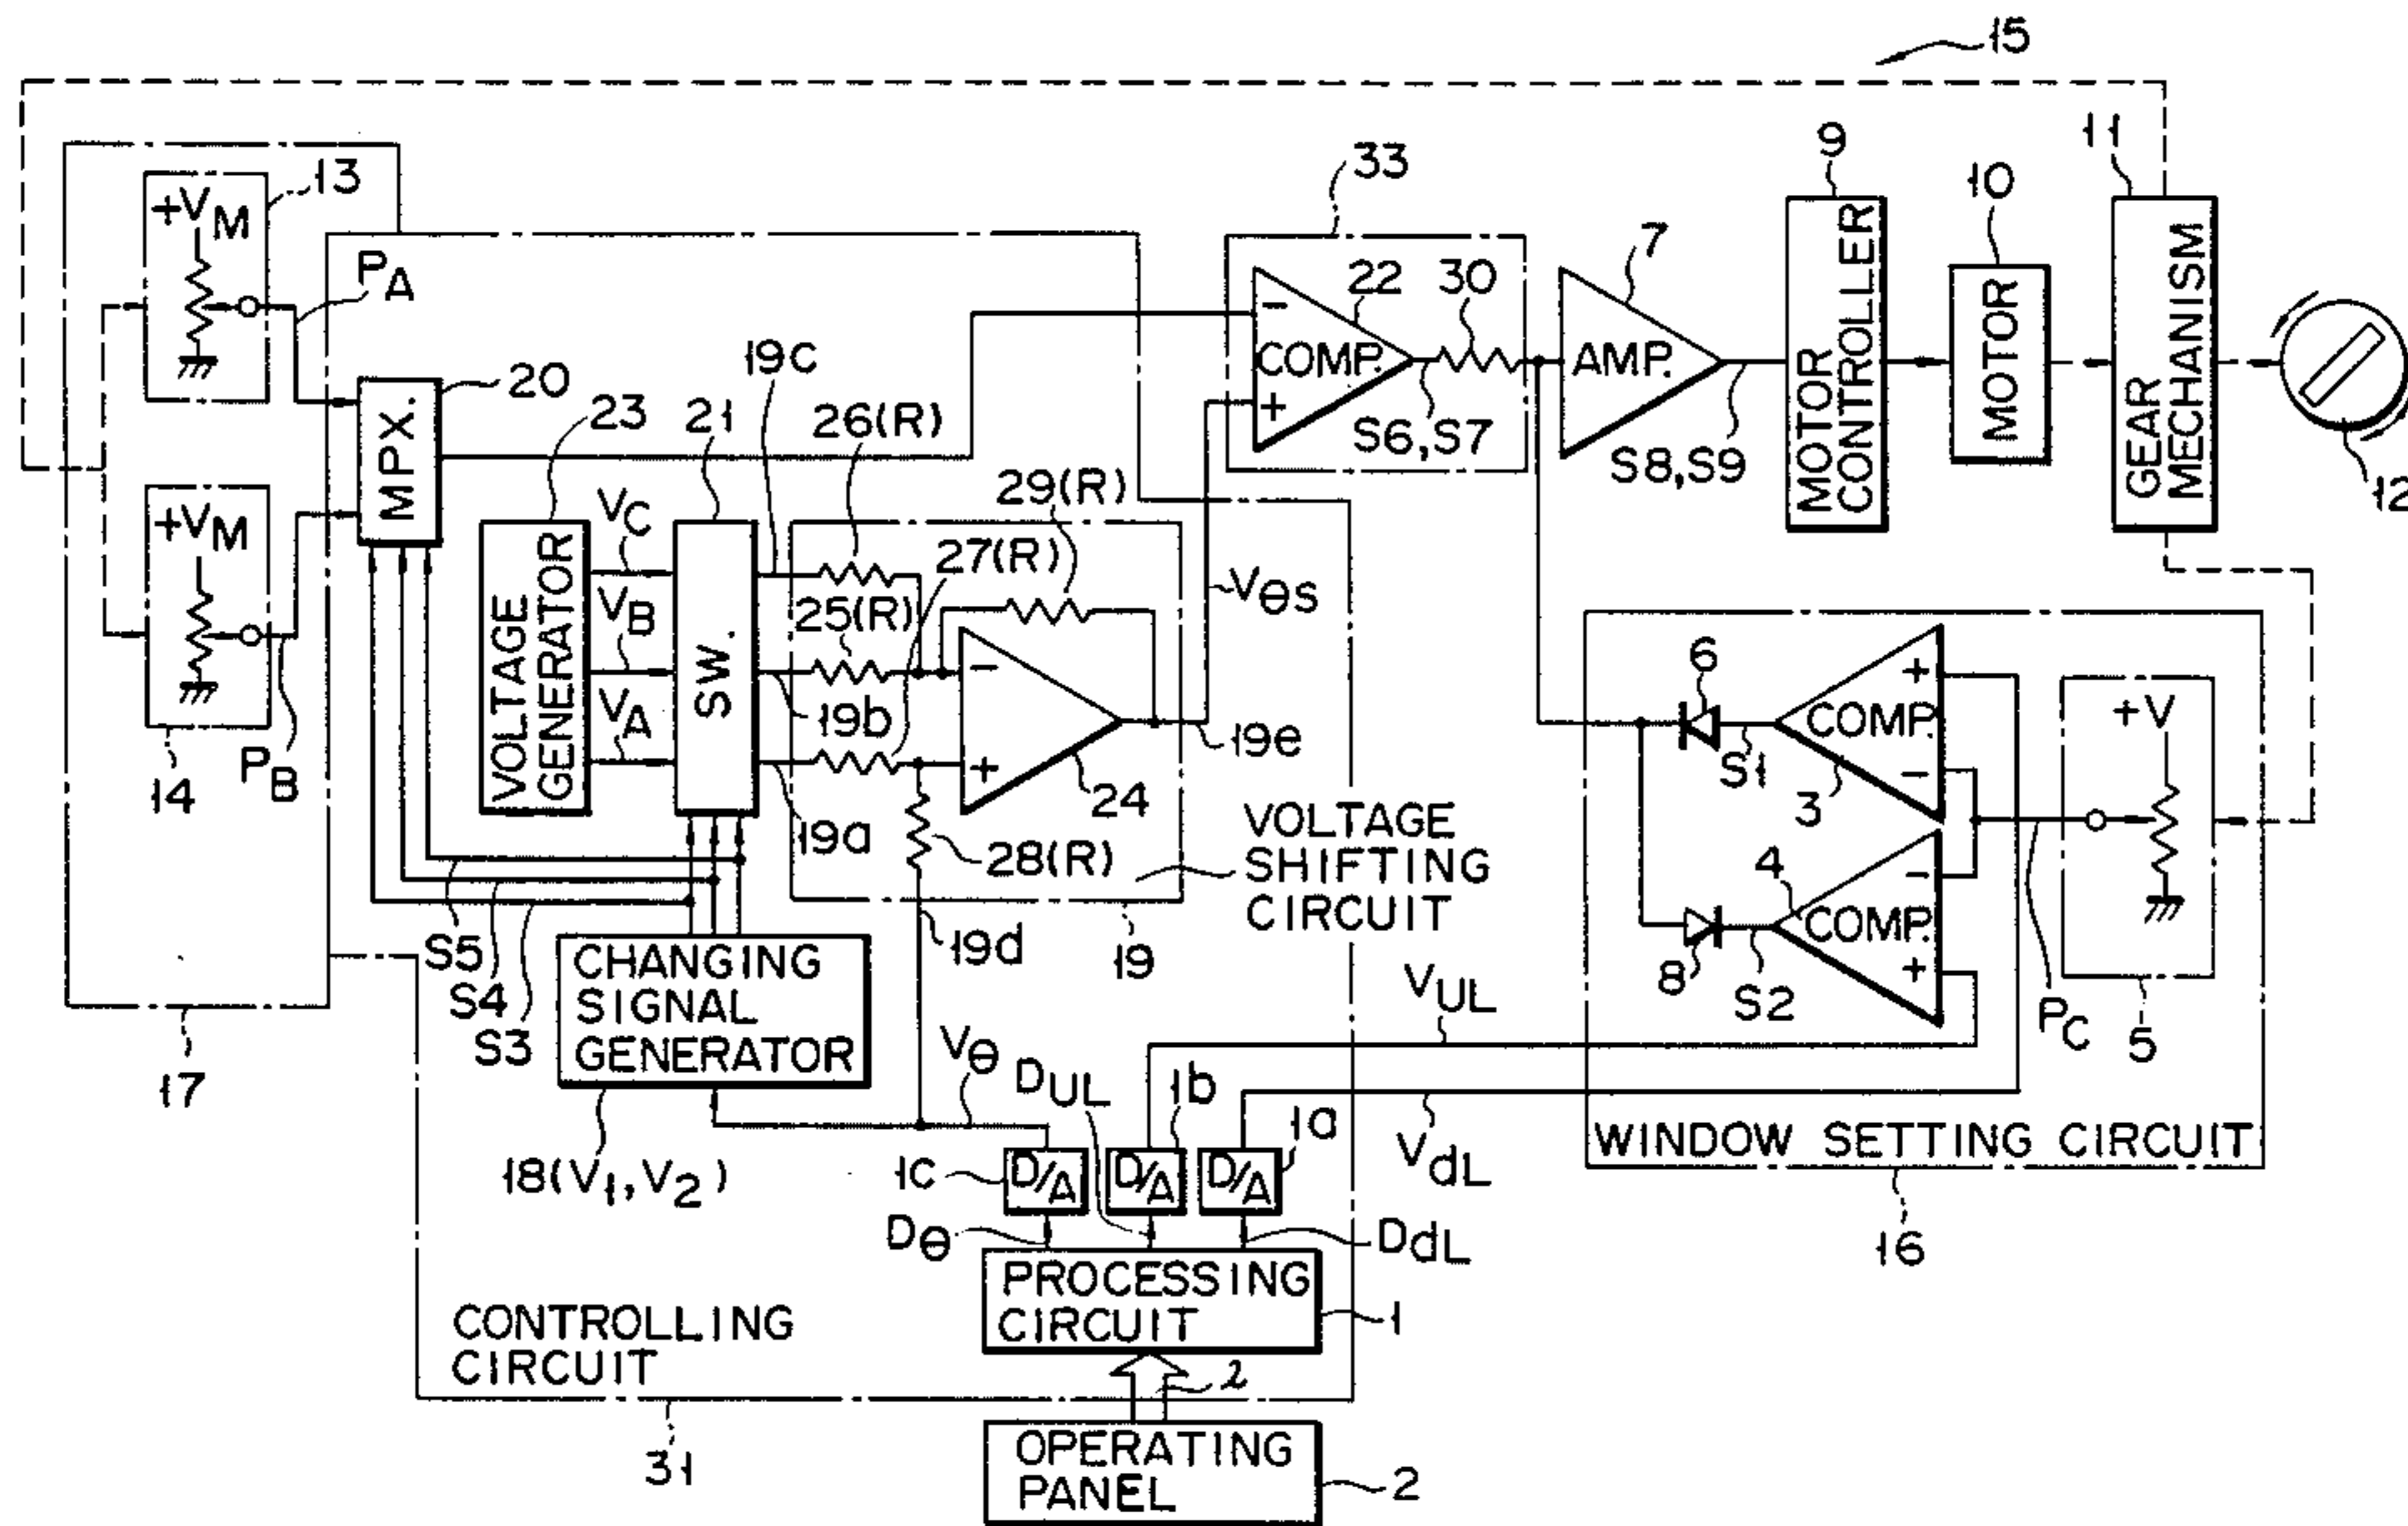 15
13
+VM
PA
33
9
11
10
7
22
30
COMP.
-
+
AMP.
S6,S7
S8,S9
MOTOR CONTROLLER
MOTOR
GEAR MECHANISM
12
MPX.
20
19c
26(R)
23
21
29(R)
27(R)
25(R)
VC
VB
VA
VOLTAGE GENERATOR
SW.
19b
19a
-
+
24
19e
Vθs
28(R)
19d
+VM
14
PB
VOLTAGE
SHIFTING
CIRCUIT
19
6
S1
COMP.
+
-
3
4
COMP.
-
+
8
S2
+V
PC
5
S5
S4
S3
CHANGING
SIGNAL
GENERATOR
17
18(V1,V2)
Vθ
VUL
DUL
1b
1a
VdL
WINDOW SETTING CIRCUIT
16
1c
D/A
D/A
D/A
Dθ
DdL
PROCESSING
CIRCUIT
1
CONTROLLING
CIRCUIT
2
31
OPERATING
PANEL
2